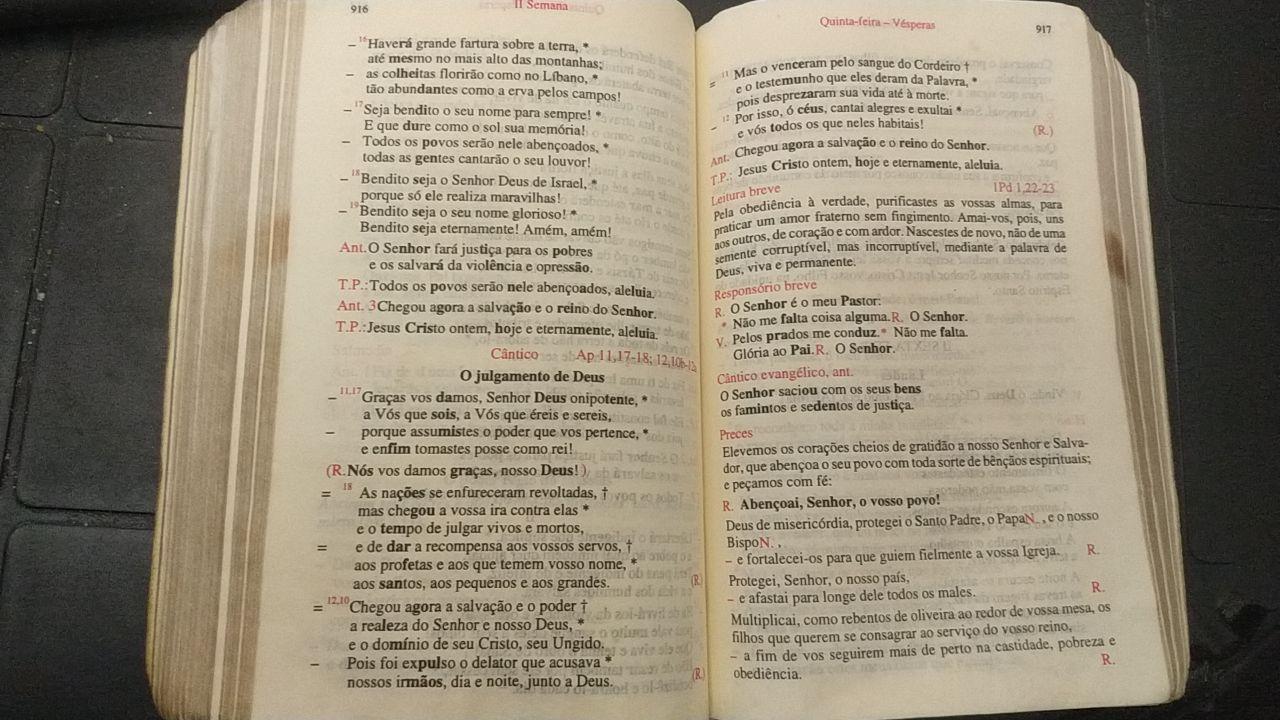 916
II Semana
– 16Haverá grande fartura sobre a terra, *
até mesmo no mais alto das montanhas;
– as colheitas florirão como no Líbano, *
tão abundantes como a erva pelos campos!
– 17Seja bendito o seu nome para sempre! *
E que dure como o sol sua memória!
– Todos os povos serão nele abençoados, *
todas as gentes cantarão o seu louvor!
– 18Bendito seja o Senhor Deus de Israel, *
porque só ele realiza maravilhas!
– 19Bendito seja o seu nome glorioso! *
Bendito seja eternamente! Amém, amém!
Ant. O Senhor fará justiça para os pobres
e os salvará da violência e opressão.
T.P.: Todos os povos serão nele abençoados, aleluia.
Ant. 3 Chegou agora a salvação e o reino do Senhor.
T.P.: Jesus Cristo ontem, hoje e eternamente, aleluia.
Cântico Ap 11,17-18; 12,10b-12a
O julgamento de Deus
– 11,17Graças vos damos, Senhor Deus onipotente, *
a Vós que sois, a Vós que éreis e sereis,
– porque assumistes o poder que vos pertence, *
e enfim tomastes posse como rei!
(R. Nós vos damos graças, nosso Deus!)
= 18 As nações se enfureceram revoltadas, †
mas chegou a vossa ira contra elas *
e o tempo de julgar vivos e mortos,
= e de dar a recompensa aos vossos servos, †
aos profetas e aos que temem vosso nome, *
aos santos, aos pequenos e aos grandes. (R.)
= 12,10Chegou agora a salvação e o poder †
a realeza do Senhor e nosso Deus, *
e o domínio de seu Cristo, seu Ungido.
– Pois foi expulso o delator que acusava *
nossos irmãos, dia e noite, junto a Deus. (R.)
Quinta-feira – Vésperas
917
= 11 Mas o venceram pelo sangue do Cordeiro †
e o testemunho que eles deram da Palavra, *
pois desprezaram sua vida até à morte.
– 12 Por isso, ó céus, cantai alegres e exultai *
e vós todos os que neles habitais! (R.)
Ant. Chegou agora a salvação e o reino do Senhor.
T.P.: Jesus Cristo ontem, hoje e eternamente, aleluia.
Leitura breve 1Pd 1,22-23
Pela obediência à verdade, purificastes as vossas almas, para
praticar um amor fraterno sem fingimento. Amai-vos, pois, uns
aos outros, de coração e com ardor. Nascestes de novo, não de uma
semente corruptível, mas incorruptível, mediante a palavra de
Deus, viva e permanente.
Responsório breve
R. O Senhor é o meu Pastor:
* Não me falta coisa alguma. R. O Senhor.
V. Pelos prados me conduz. * Não me falta.
Glória ao Pai. R. O Senhor.
Cântico evangélico, ant.
O Senhor saciou com os seus bens
os famintos e sedentos de justiça.
Preces
Elevemos os corações cheios de gratidão a nosso Senhor e Salva-
dor, que abençoa o seu povo com toda sorte de bênçãos espirituais;
e peçamos com fé:
R. Abençoai, Senhor, o vosso povo!
Deus de misericórdia, protegei o Santo Padre, o Papa N., e o nosso
Bispo N.,
– e fortalecei-os para que guiem fielmente a vossa Igreja. R.
Protegei, Senhor, o nosso país,
– e afastai para longe dele todos os males. R.
Multiplicai, como rebentos de oliveira ao redor de vossa mesa, os
filhos que querem se consagrar ao serviço do vosso reino,
– a fim de vos seguirem mais de perto na castidade, pobreza e
obediência. R.